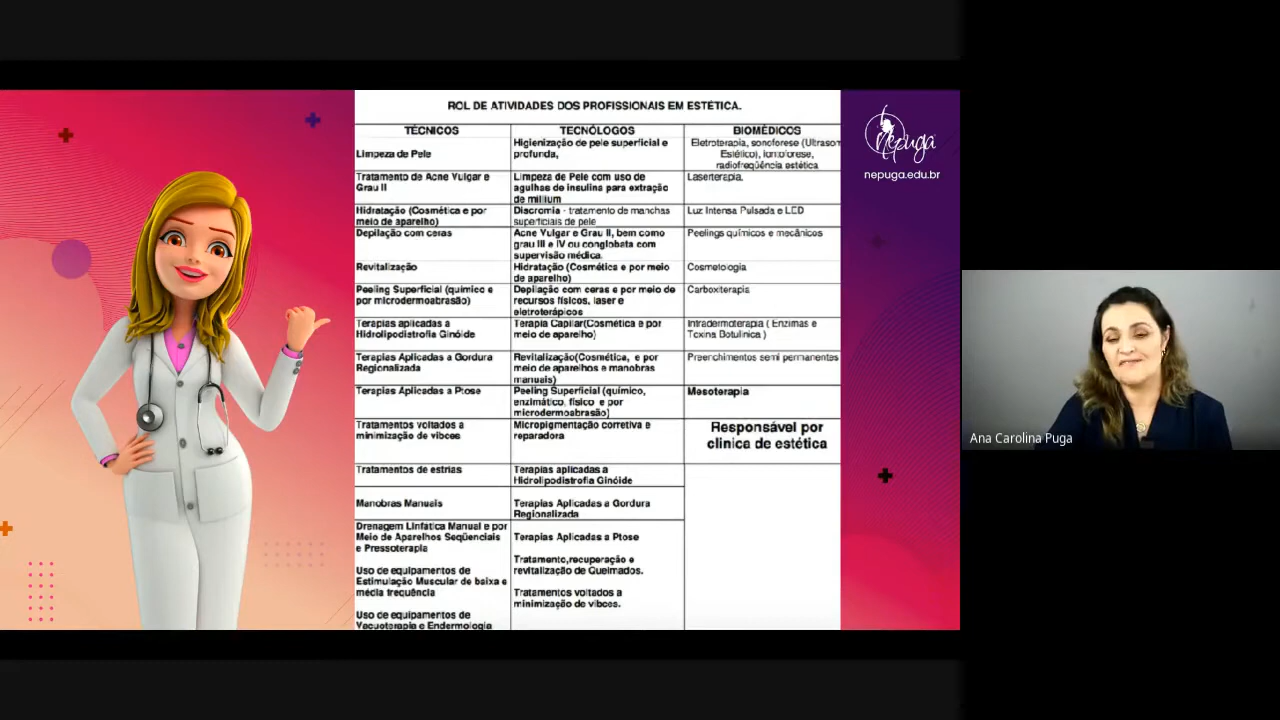 ROL DE ATIVIDADES DOS PROFISSIONAIS EM ESTÉTICA.
TÉCNICOS
Limpeza de Pele
Tratamento de Acne Vulgar e
Grau II
Hidratação (Cosmética e por
meio de aparelho)
Depilação com ceras
Revitalização
Peeling Superficial (químico e
por microdermoabrasão)
Terapias aplicadas a
Hidrolipodistrofia Ginóide
Terapias Aplicadas a Gordura
Regionalizada
Terapias Aplicadas a Ptose
Tratamentos voltados a
minimização de vibces
Tratamentos de estrias
Manobras Manuais
Drenagem Linfática Manual e por
Meio de Aparelhos Seqüenciais
e Pressoterapia
Uso de equipamentos de
Estimulação Muscular de baixa e
média frequência
Uso de equipamentos de
Vacuoterapia e Endermologia
TECNÓLOGOS
Higienização de pele superficial e
profunda,
Limpeza de Pele com uso de
agulhas de insulina para extração
de millium
Discromia - tratamento de manchas
superficiais de pele
Acne Vulgar e Grau II, bem como
grau III e IV ou conglobata com
supervisão médica.
Hidratação (Cosmética e por meio
de aparelho)
Depilação com ceras e por meio de
recursos físicos, laser e
eletroterápicos
Terapia Capilar(Cosmética e por
meio de aparelho)
Revitalização(Cosmética, e por
meio de aparelhos e manobras
manuais)
Peeling Superficial (químico,
enzimático, físico e por
microdermoabrasão)
Micropigmentação corretiva e
reparadora
Terapias aplicadas a
Hidrolipodistrofia Ginóide
Terapias Aplicadas a Gordura
Regionalizada
Terapias Aplicadas a Ptose
Tratamento,recuperação e
revitalização de Queimados.
Tratamentos voltados a
minimização de vibces.
BIOMÉDICOS
Eletroterapia, sonoforese (Ultrasom
Estético), iontoforese,
radiofreqüência estética
Laserterapia.
Luz Intensa Pulsada e LED
Peelings químicos e mecânicos
Cosmetologia
Carboxiterapia
Intradermoterapia ( Enzimas e
Toxina Botulínica )
Preenchimentos semi permanentes
Mesoterapia
Responsável por
clinica de estética
nepuga
nepuga.edu.br
Ana Carolina Puga